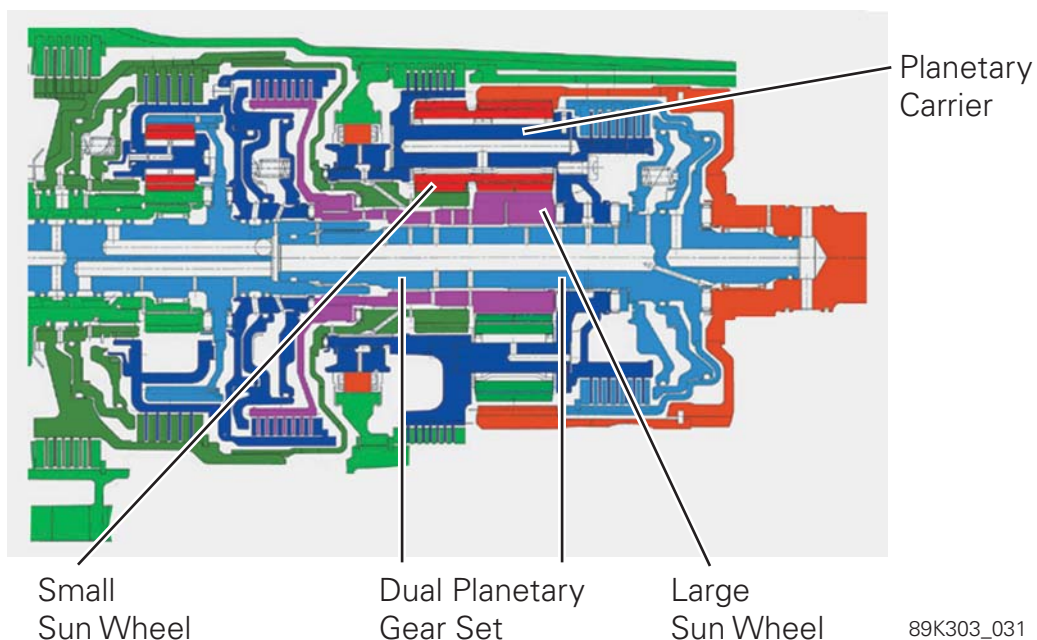 Planetary
Carrier
Small
Sun Wheel
Dual Planetary
Gear Set
Large
Sun Wheel
89K303_031